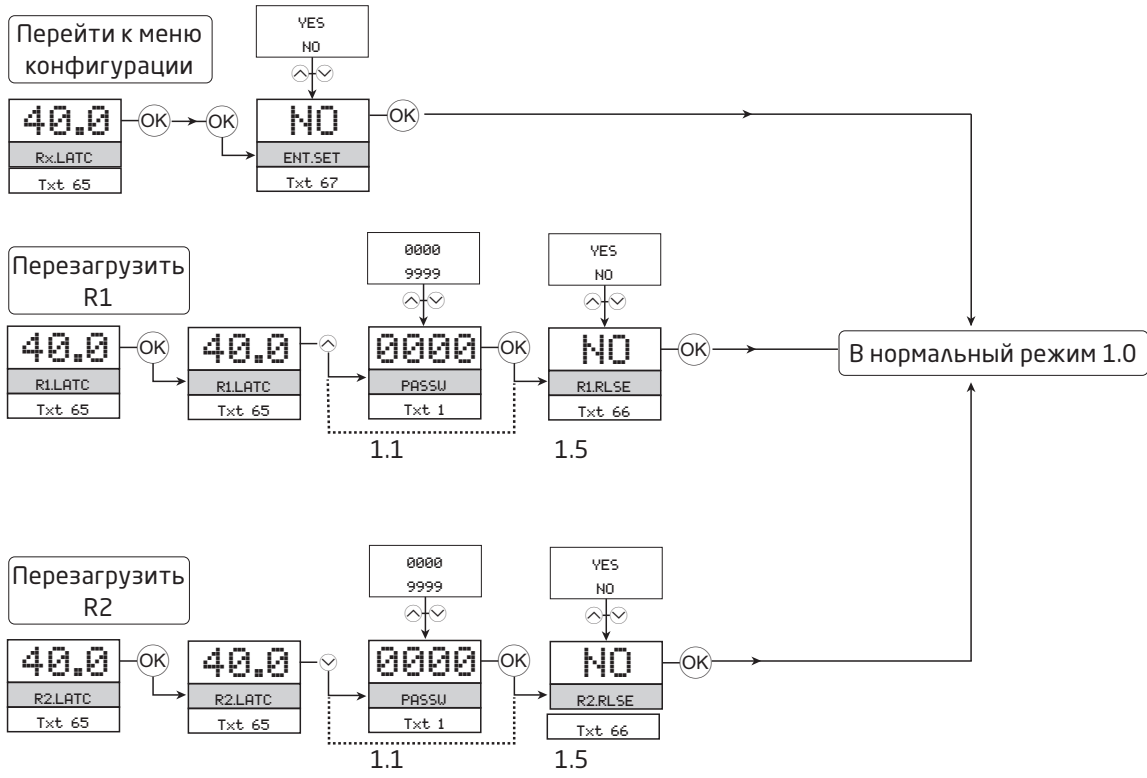 Перейти к меню
конфигурации
YES
NO
40.0
OK
OK
NO
OK
Rx.LATC
ENT.SET
Txt 65
Txt 67
Перезагрузить
R1
0000
9999
YES
NO
40.0
OK
40.0
0000
OK
NO
OK
В нормальный режим 1.0
R1.LATC
R1.LATC
PASSW
R1.RLSE
Txt 65
Txt 65
Txt 1
Txt 66
1.1
1.5
Перезагрузить
R2
0000
9999
YES
NO
40.0
OK
40.0
0000
OK
NO
OK
R2.LATC
R2.LATC
PASSW
R2.RLSE
Txt 65
Txt 65
Txt 1
Txt 66
1.1
1.5